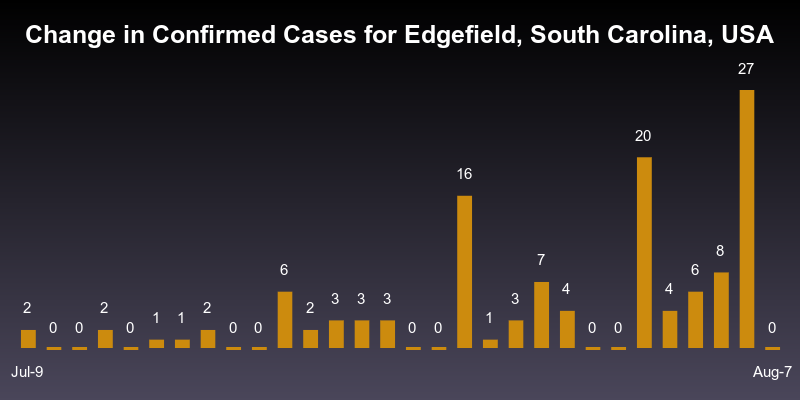 Change in Confirmed Cases for Edgefield, South Carolina, USA
2 0 0 2 0 1 1 2 0 0 6 2 3 3 3 0 0 16 1 3 7 4 0 0 20 4 6 8 27 0
Jul-9 Aug-7